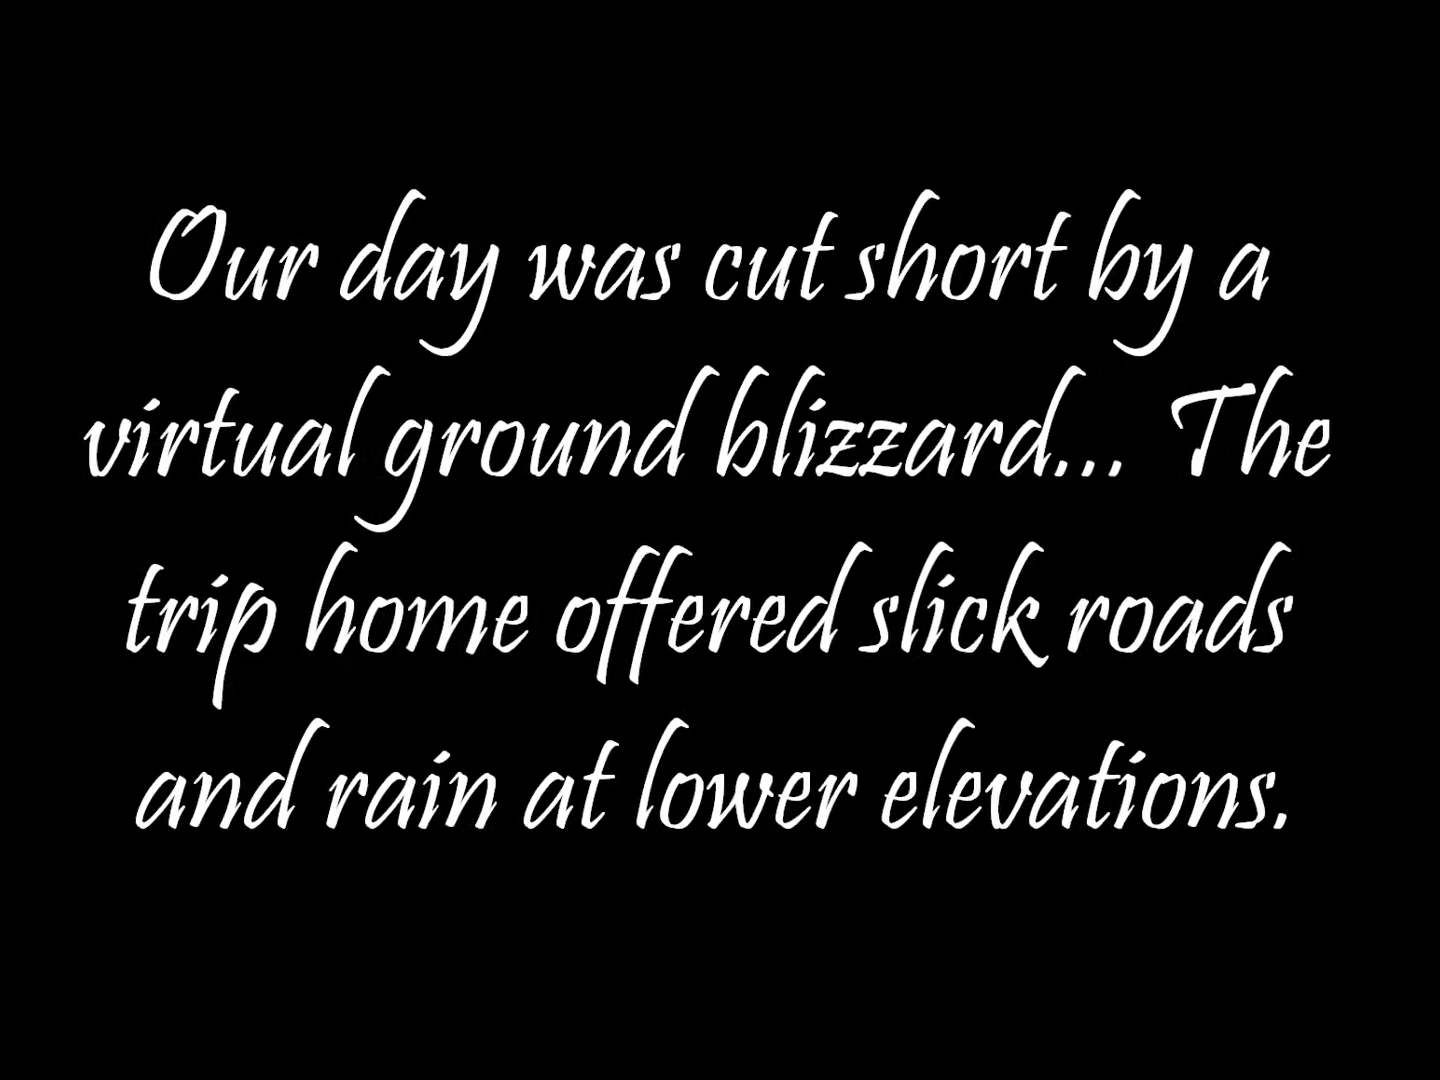 Our day was cut short by a
virtual ground blizzard... The
trip home offered slick roads
and rain at lower elevations.